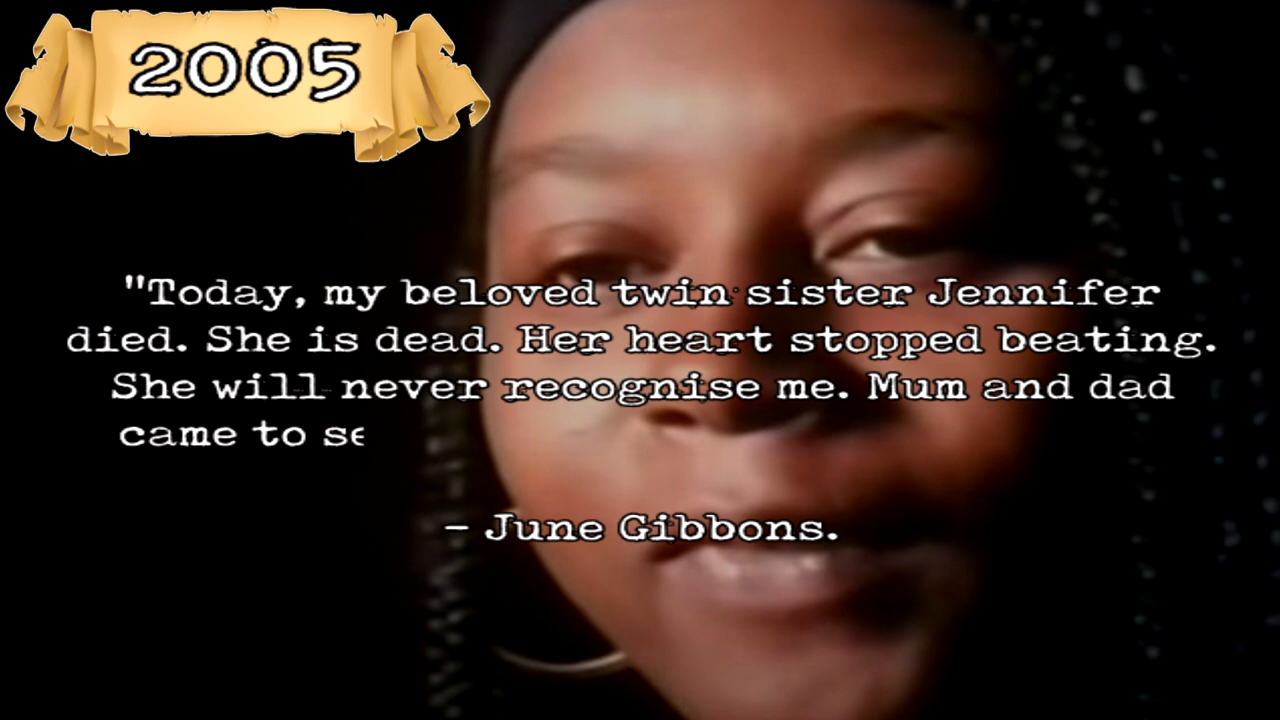 2005
"Today, my beloved twin sister Jennifer
died. She is dead. Her heart stopped beating.
She will never recognise me. Mum and dad
came to se
- June Gibbons.